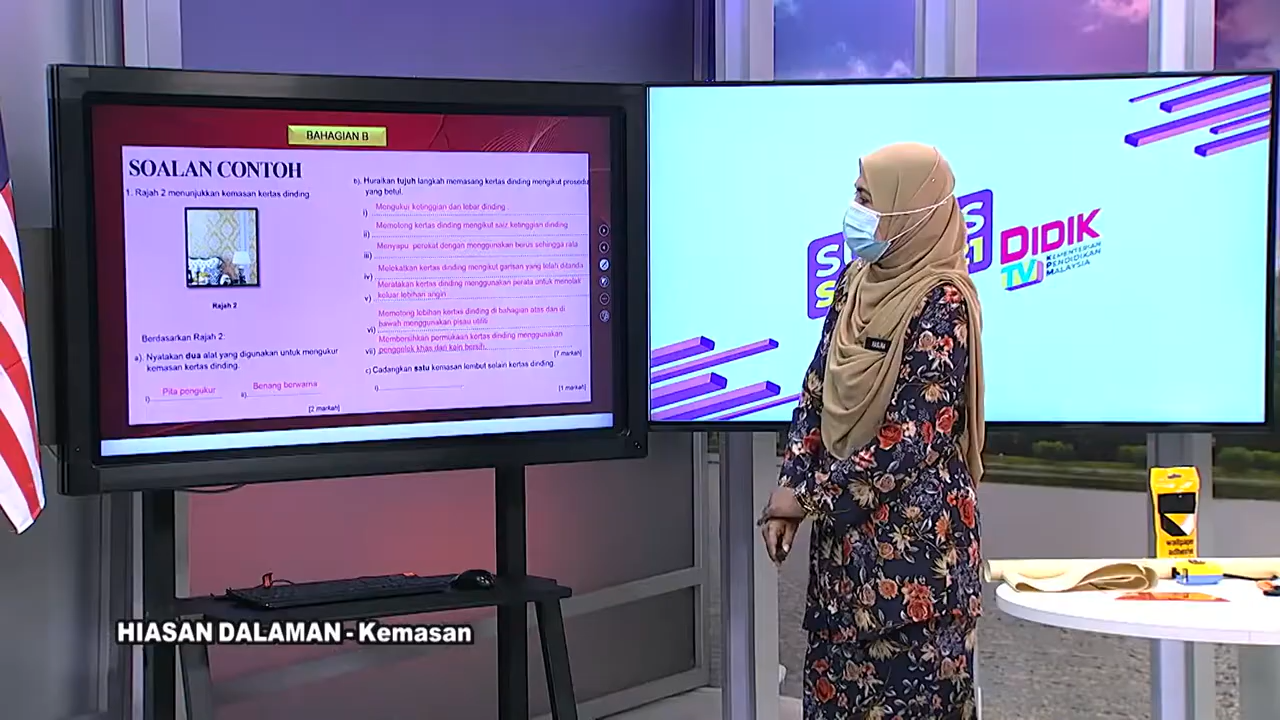 BAHAGIAN B
SOALAN CONTOH
1. Rajah 2 menunjukkan kemasan kertas dinding
Rajah 2
Berdasarkan Rajah 2:
a). Nyatakan dua alat yang digunakan untuk mengukur
kemasan kertas dinding.
i) Pita pengukur ii) Benang berwarna
[2 markah]
b). Huraikan tujuh langkah memasang kertas dinding mengikut prosedur
yang betul.
i) Mengukur ketinggian dan lebar dinding
ii) Memotong kertas dinding mengikut saiz ketinggian dinding
iii) Menyapu perekat dengan menggunakan berus sehingga rata
iv) Melekatkan kertas dinding mengikut garisan yang telah ditanda
v) Meratakan kertas dinding menggunakan perata untuk menolak
keluar lebihan angin
vi) Memotong lebihan kertas dinding di bahagian atas dan di
bawah menggunakan pisau utiliti
vii) Membersihkan permukaan kertas dinding menggunakan
penggelek khas dan kain bersih.
[7 markah]
c) Cadangkan satu kemasan lembut selain kertas dinding.
i)
[1 markah]
DIDIK
TV
KEMENTERIAN
PENDIDIKAN
MALAYSIA
wallpaper
adhesive
HIASAN DALAMAN - Kemasan